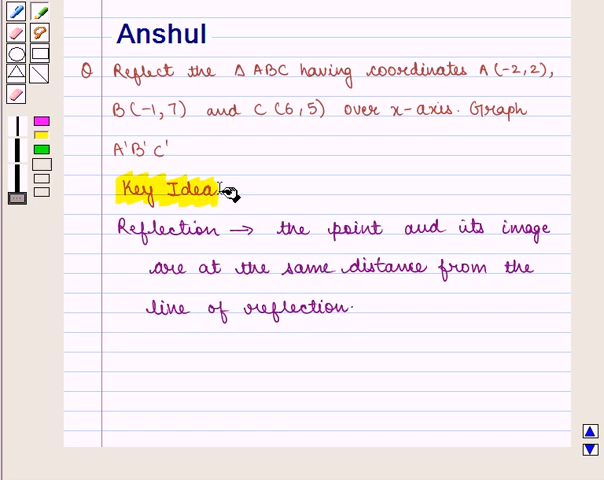 Anshul
Q Reflect the Δ ABC having coordinates A(-2,2),
B(-1,7) and C(6,5) over x-axis. Graph
A'B'C'
Key Idea
Reflection → the point and its image
are at the same distance from the
line of reflection.